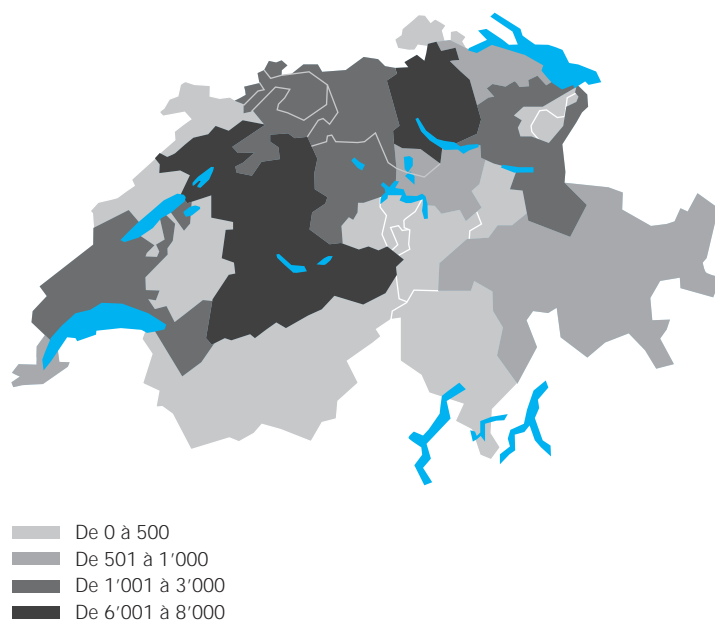 De 0 à 500
De 501 à 1’000
De 1’001 à 3’000
De 6’001 à 8’000